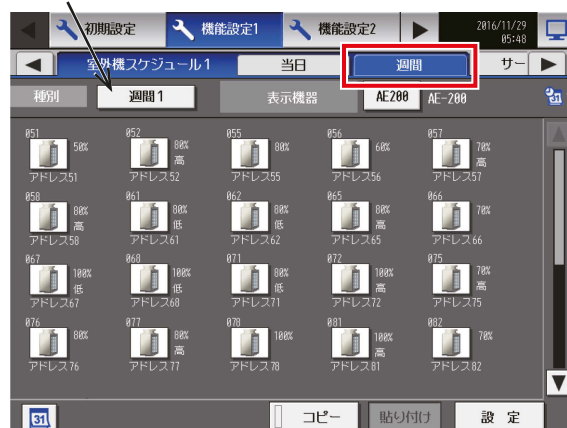 初期設定 機能設定1 機能設定2 2016/11/29
05:48
室外機スケジュール1 当日 週間 サー
種別 週間1 表示機器 AE200 AE-200
051 052 055 056 057
50% 80% 80% 60% 70%
高 高
アドレス51 アドレス52 アドレス55 アドレス56 アドレス57
058 061 062 065 066
80% 80% 80% 80% 70%
高 低 低 高
アドレス58 アドレス61 アドレス62 アドレス65 アドレス66
067 068 071 072 075
100% 100% 80% 100% 70%
低 低 低 高 高
アドレス67 アドレス68 アドレス71 アドレス72 アドレス75
076 077 078 081 082
80% 80% 100% 100% 70%
高 高
アドレス76 アドレス77 アドレス78 アドレス81 アドレス82
31 コピー 貼り付け 設定